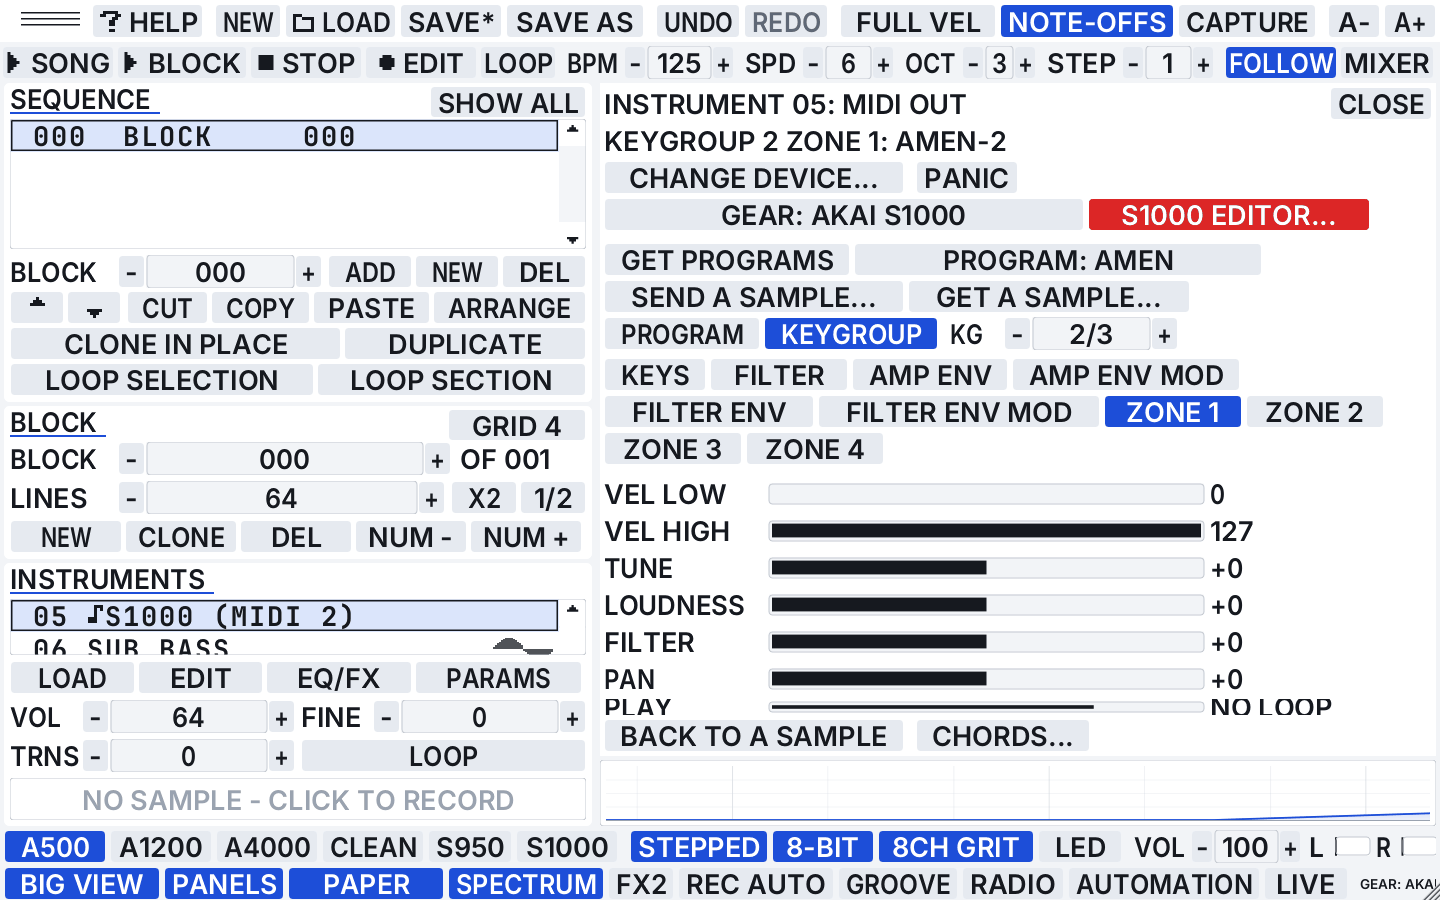 HELP NEW LOAD SAVE* SAVE AS UNDO REDO FULL VEL NOTE-OFFS CAPTURE A- A+
SONG BLOCK STOP EDIT LOOP BPM - 125 + SPD - 6 + OCT - 3 + STEP - 1 + FOLLOW MIXER
SEQUENCE SHOW ALL
000 BLOCK 000
BLOCK - 000 + ADD NEW DEL
CUT COPY PASTE ARRANGE
CLONE IN PLACE DUPLICATE
LOOP SELECTION LOOP SECTION
BLOCK GRID 4
BLOCK - 000 + OF 001
LINES - 64 + X2 1/2
NEW CLONE DEL NUM - NUM +
INSTRUMENTS
05 S1000 (MIDI 2)
06 SUB BASS
LOAD EDIT EQ/FX PARAMS
VOL - 64 + FINE - 0 +
TRNS - 0 + LOOP
NO SAMPLE - CLICK TO RECORD
INSTRUMENT 05: MIDI OUT CLOSE
KEYGROUP 2 ZONE 1: AMEN-2
CHANGE DEVICE... PANIC
GEAR: AKAI S1000 S1000 EDITOR...
GET PROGRAMS PROGRAM: AMEN
SEND A SAMPLE... GET A SAMPLE...
PROGRAM KEYGROUP KG - 2/3 +
KEYS FILTER AMP ENV AMP ENV MOD
FILTER ENV FILTER ENV MOD ZONE 1 ZONE 2
ZONE 3 ZONE 4
VEL LOW 0
VEL HIGH 127
TUNE +0
LOUDNESS +0
FILTER +0
PAN +0
PLAY NO LOOP
BACK TO A SAMPLE CHORDS...
A500 A1200 A4000 CLEAN S950 S1000 STEPPED 8-BIT 8CH GRIT LED VOL - 100 + L R
BIG VIEW PANELS PAPER SPECTRUM FX2 REC AUTO GROOVE RADIO AUTOMATION LIVE GEAR: AKA